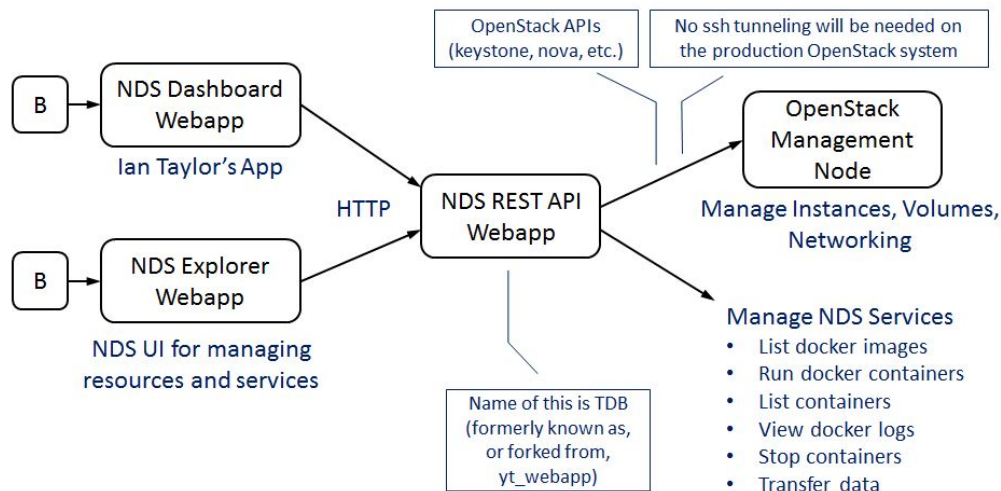 OpenStack APIs
(keystone, nova, etc.)
No ssh tunneling will be needed on
the production OpenStack system
B
NDS Dashboard
Webapp
Ian Taylor's App
OpenStack
Management
Node
Manage Instances, Volumes,
Networking
HTTP
NDS REST API
Webapp
B
NDS Explorer
Webapp
NDS UI for managing
resources and services
Name of this is TDB
(formerly known as,
or forked from,
yt_webapp)
Manage NDS Services
• List docker images
• Run docker containers
• List containers
• View docker logs
• Stop containers
• Transfer data